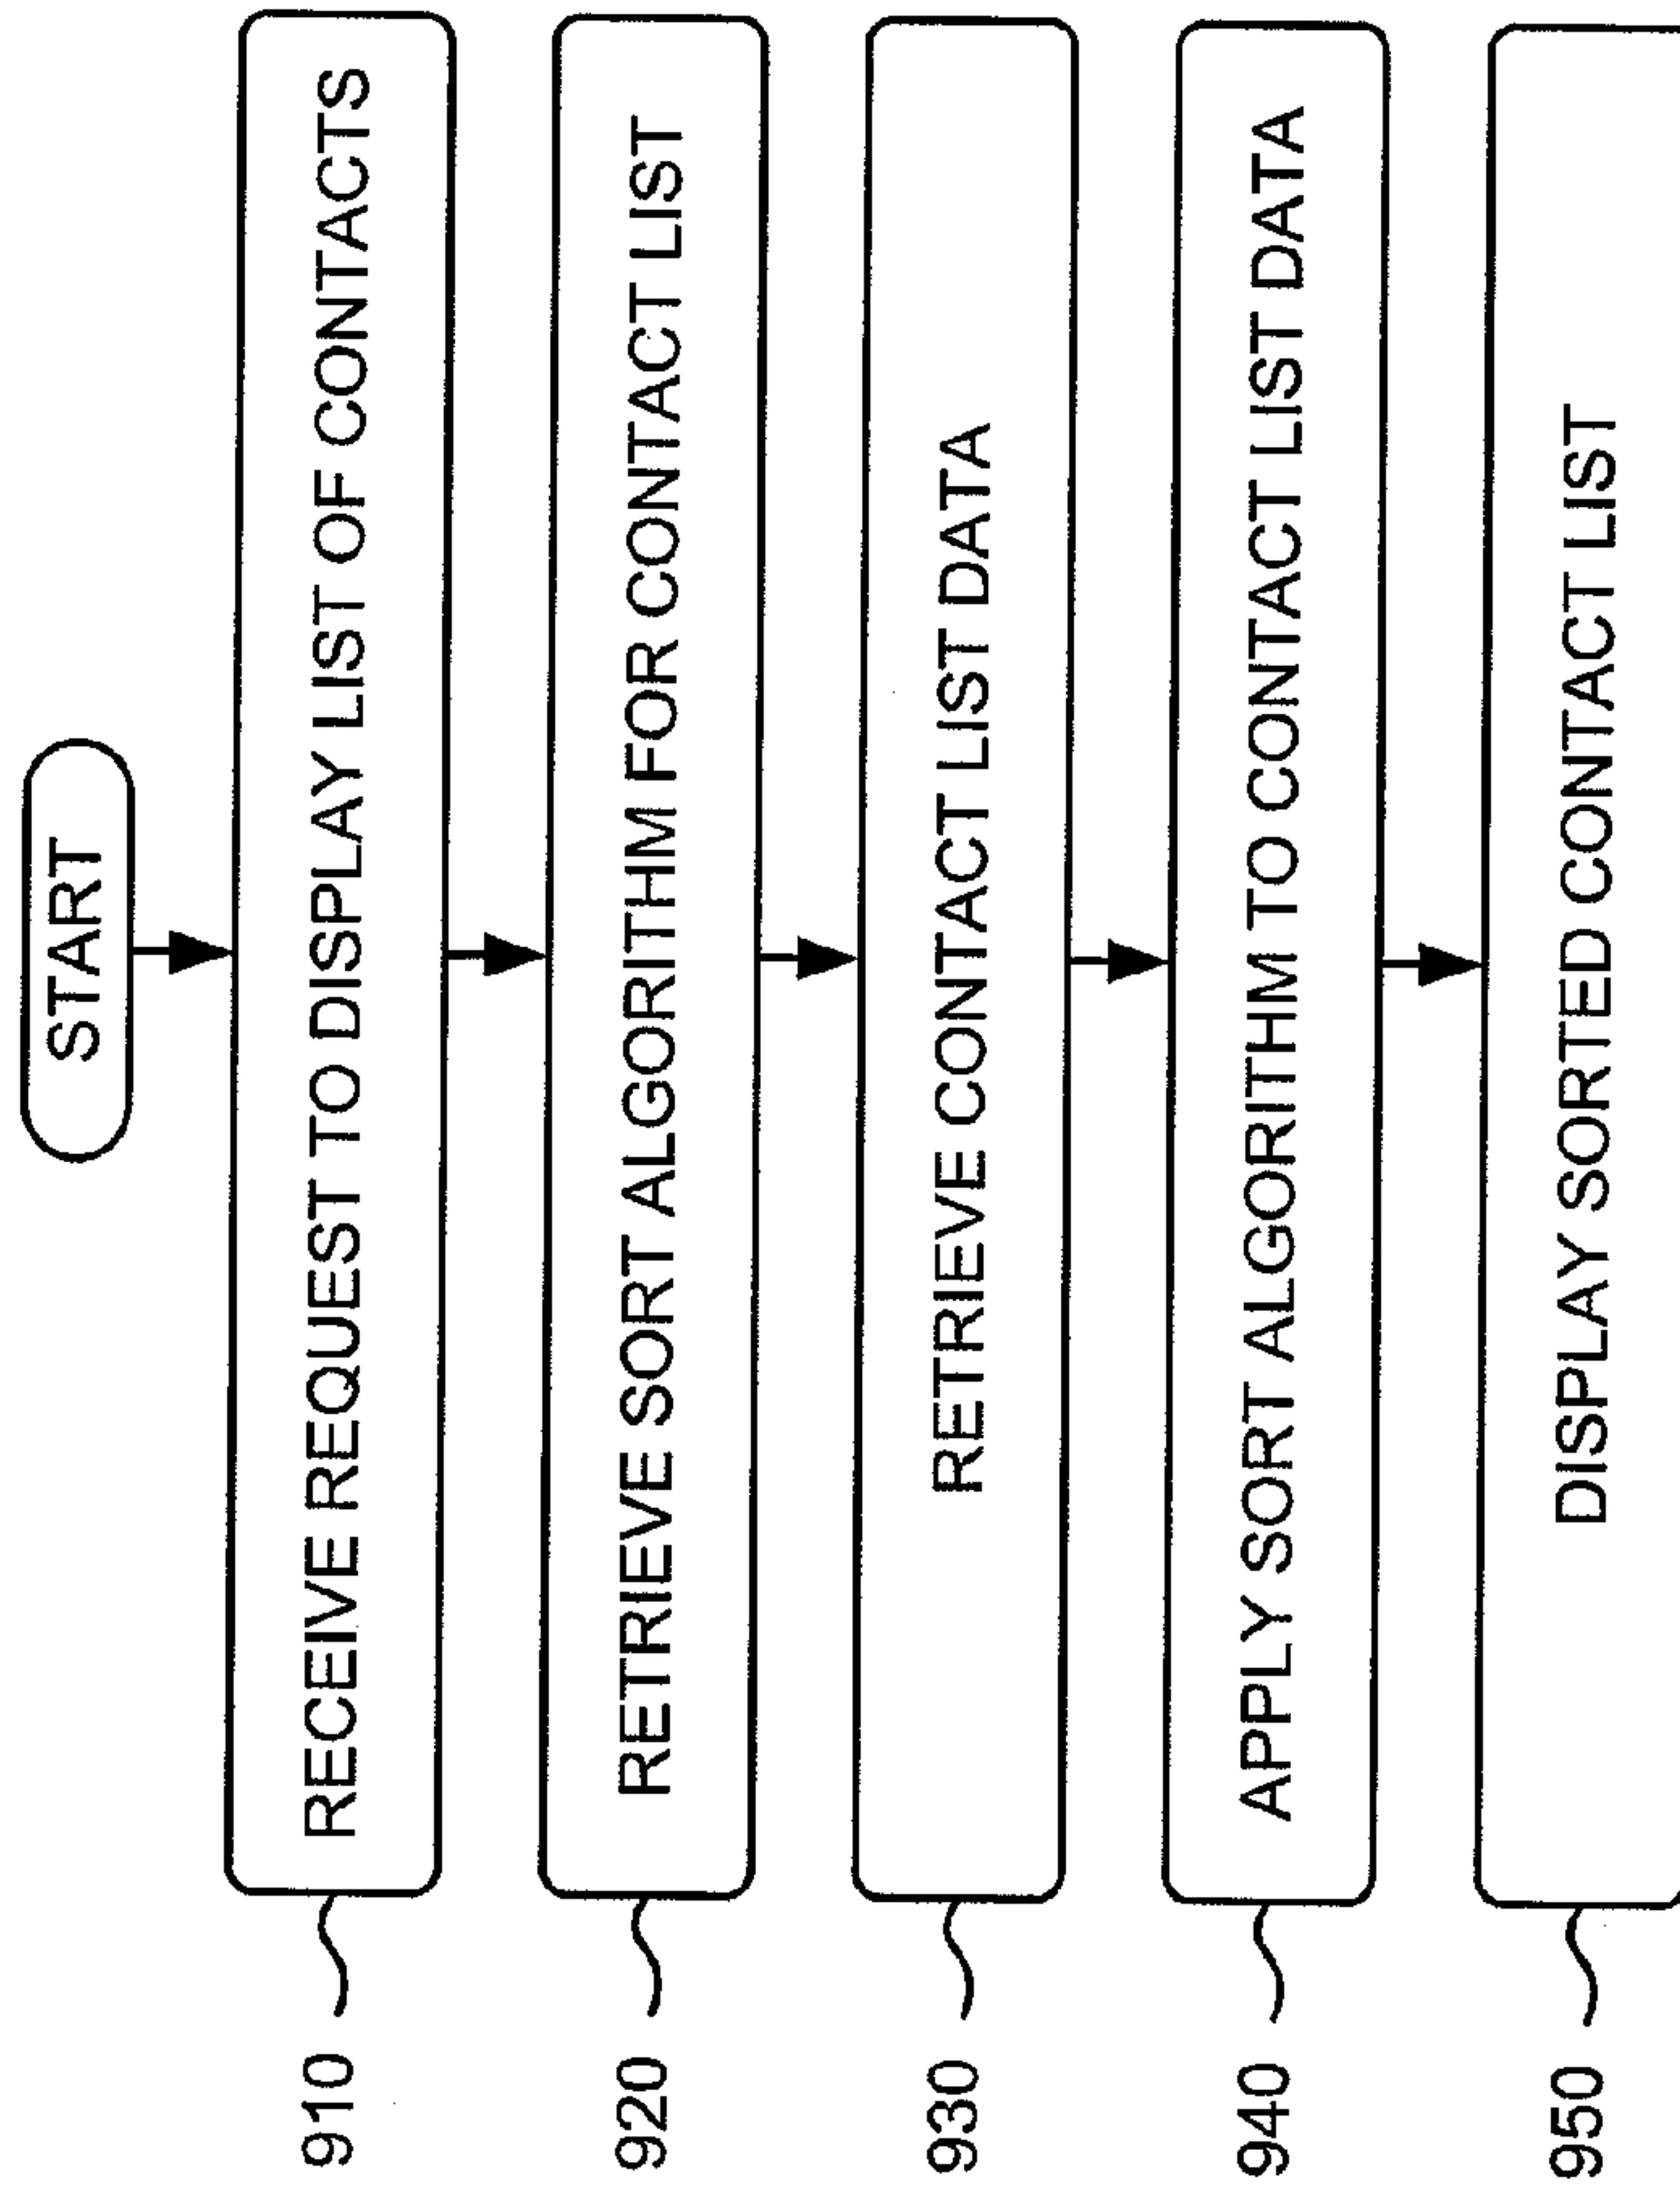 START
910 RECEIVE REQUEST TO DISPLAY LIST OF CONTACTS
920 RETRIEVE SORT ALGORITHM FOR CONTACT LIST
930 RETRIEVE CONTACT LIST DATA
940 APPLY SORT ALGORITHM TO CONTACT LIST DATA
950 DISPLAY SORTED CONTACT LIST